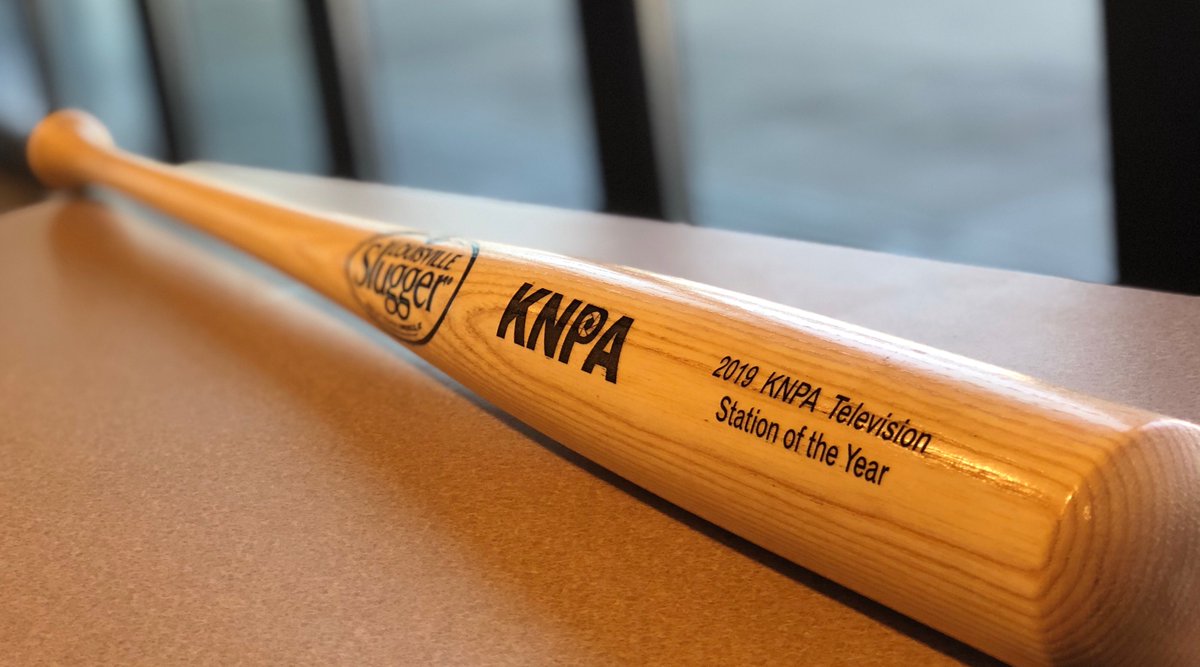 LOUISVILLE
Slugger
KNPA
2019 KNPA Television
Station of the Year